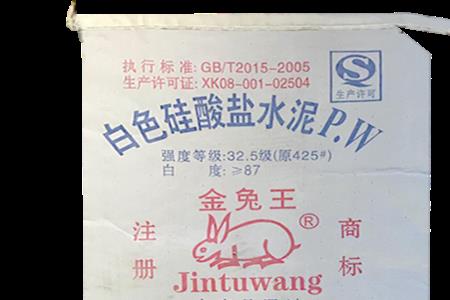 执行标准:GB/T2015-2005
生产许可证:XK08-001-02504
生产许可
白色硅酸盐水泥P.W
强度等级:32.5级(原425#)
白 度:≥87
金兔王
®
注册
商标
Jintuwang